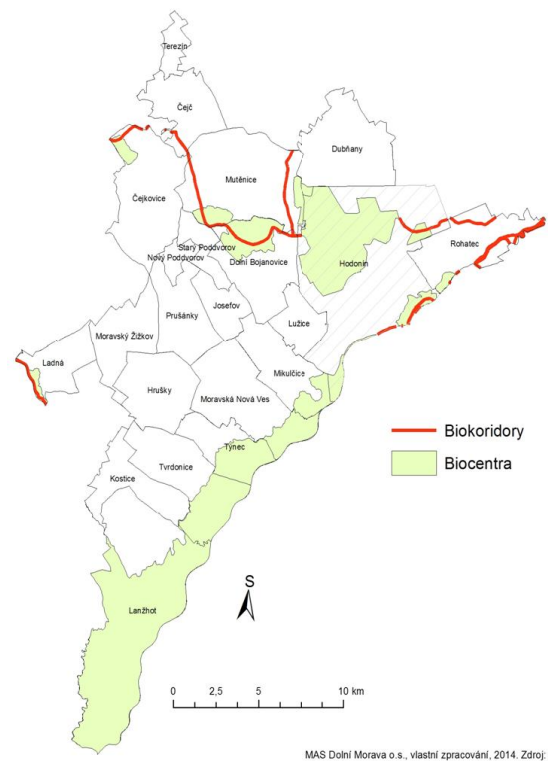 Terezín
Čejč
Dubňany
Mutěnice
Čejkovice
Rohatec
Starý Poddvorov
Nový Poddvorov
Dolní Bojanovice
Hodonín
Josefov
Prušánky
Lužice
Moravský Žižkov
Ladná
Mikulčice
Hrušky
Moravská Nová Ves
Biokoridory
Týnec
Biocentra
Tvrdonice
Kostice
S
Lanžhot
0 2,5 5 10 km
MAS Dolní Morava o.s., vlastní zpracování, 2014. Zdroj: